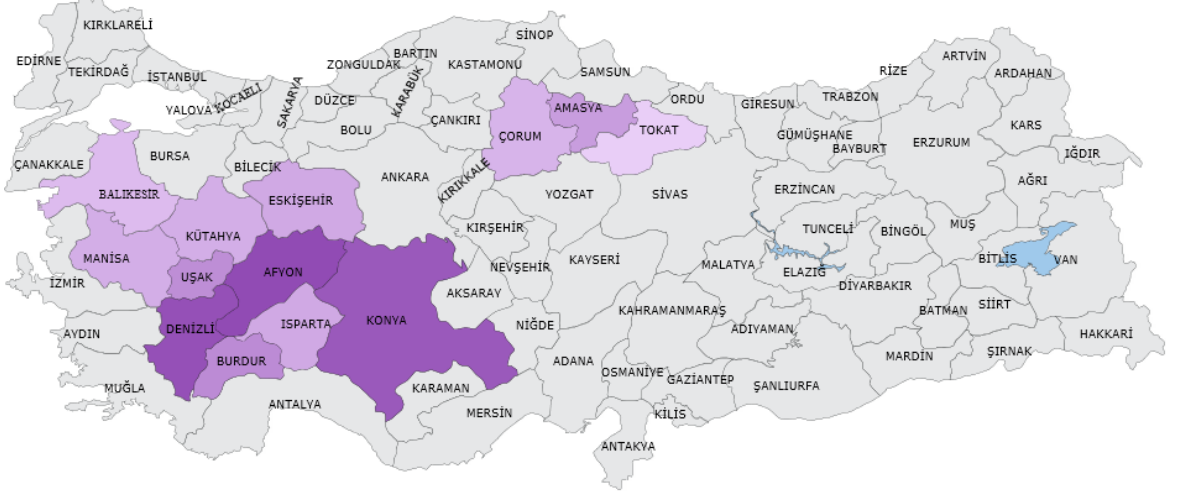 KIRKLARELİ
EDİRNE
TEKİRDAĞ
İSTANBUL
YALOVA
KOCAELİ
SAKARYA
DÜZCE
ZONGULDAK
BARTIN
KARABÜK
KASTAMONU
SİNOP
SAMSUN
ORDU
GİRESUN
TRABZON
RİZE
ARTVİN
ARDAHAN
KARS
IĞDIR
ÇANAKKALE
BURSA
BİLECİK
BOLU
ÇANKIRI
ÇORUM
AMASYA
TOKAT
GÜMÜŞHANE
BAYBURT
ERZURUM
AĞRI
BALIKESİR
KÜTAHYA
ESKİŞEHİR
ANKARA
KIRIKKALE
YOZGAT
SİVAS
ERZİNCAN
TUNCELİ
BİNGÖL
MUŞ
BİTLİS
VAN
MANİSA
UŞAK
AFYON
KIRŞEHİR
NEVŞEHİR
KAYSERİ
MALATYA
ELAZIĞ
DİYARBAKIR
BATMAN
SİİRT
HAKKARİ
İZMİR
AYDIN
DENİZLİ
ISPARTA
BURDUR
KONYA
AKSARAY
NİĞDE
KAHRAMANMARAŞ
ADIYAMAN
MARDİN
ŞIRNAK
MUĞLA
ANTALYA
KARAMAN
MERSİN
ADANA
OSMANİYE
GAZİANTEP
ŞANLIURFA
KİLİS
ANTAKYA